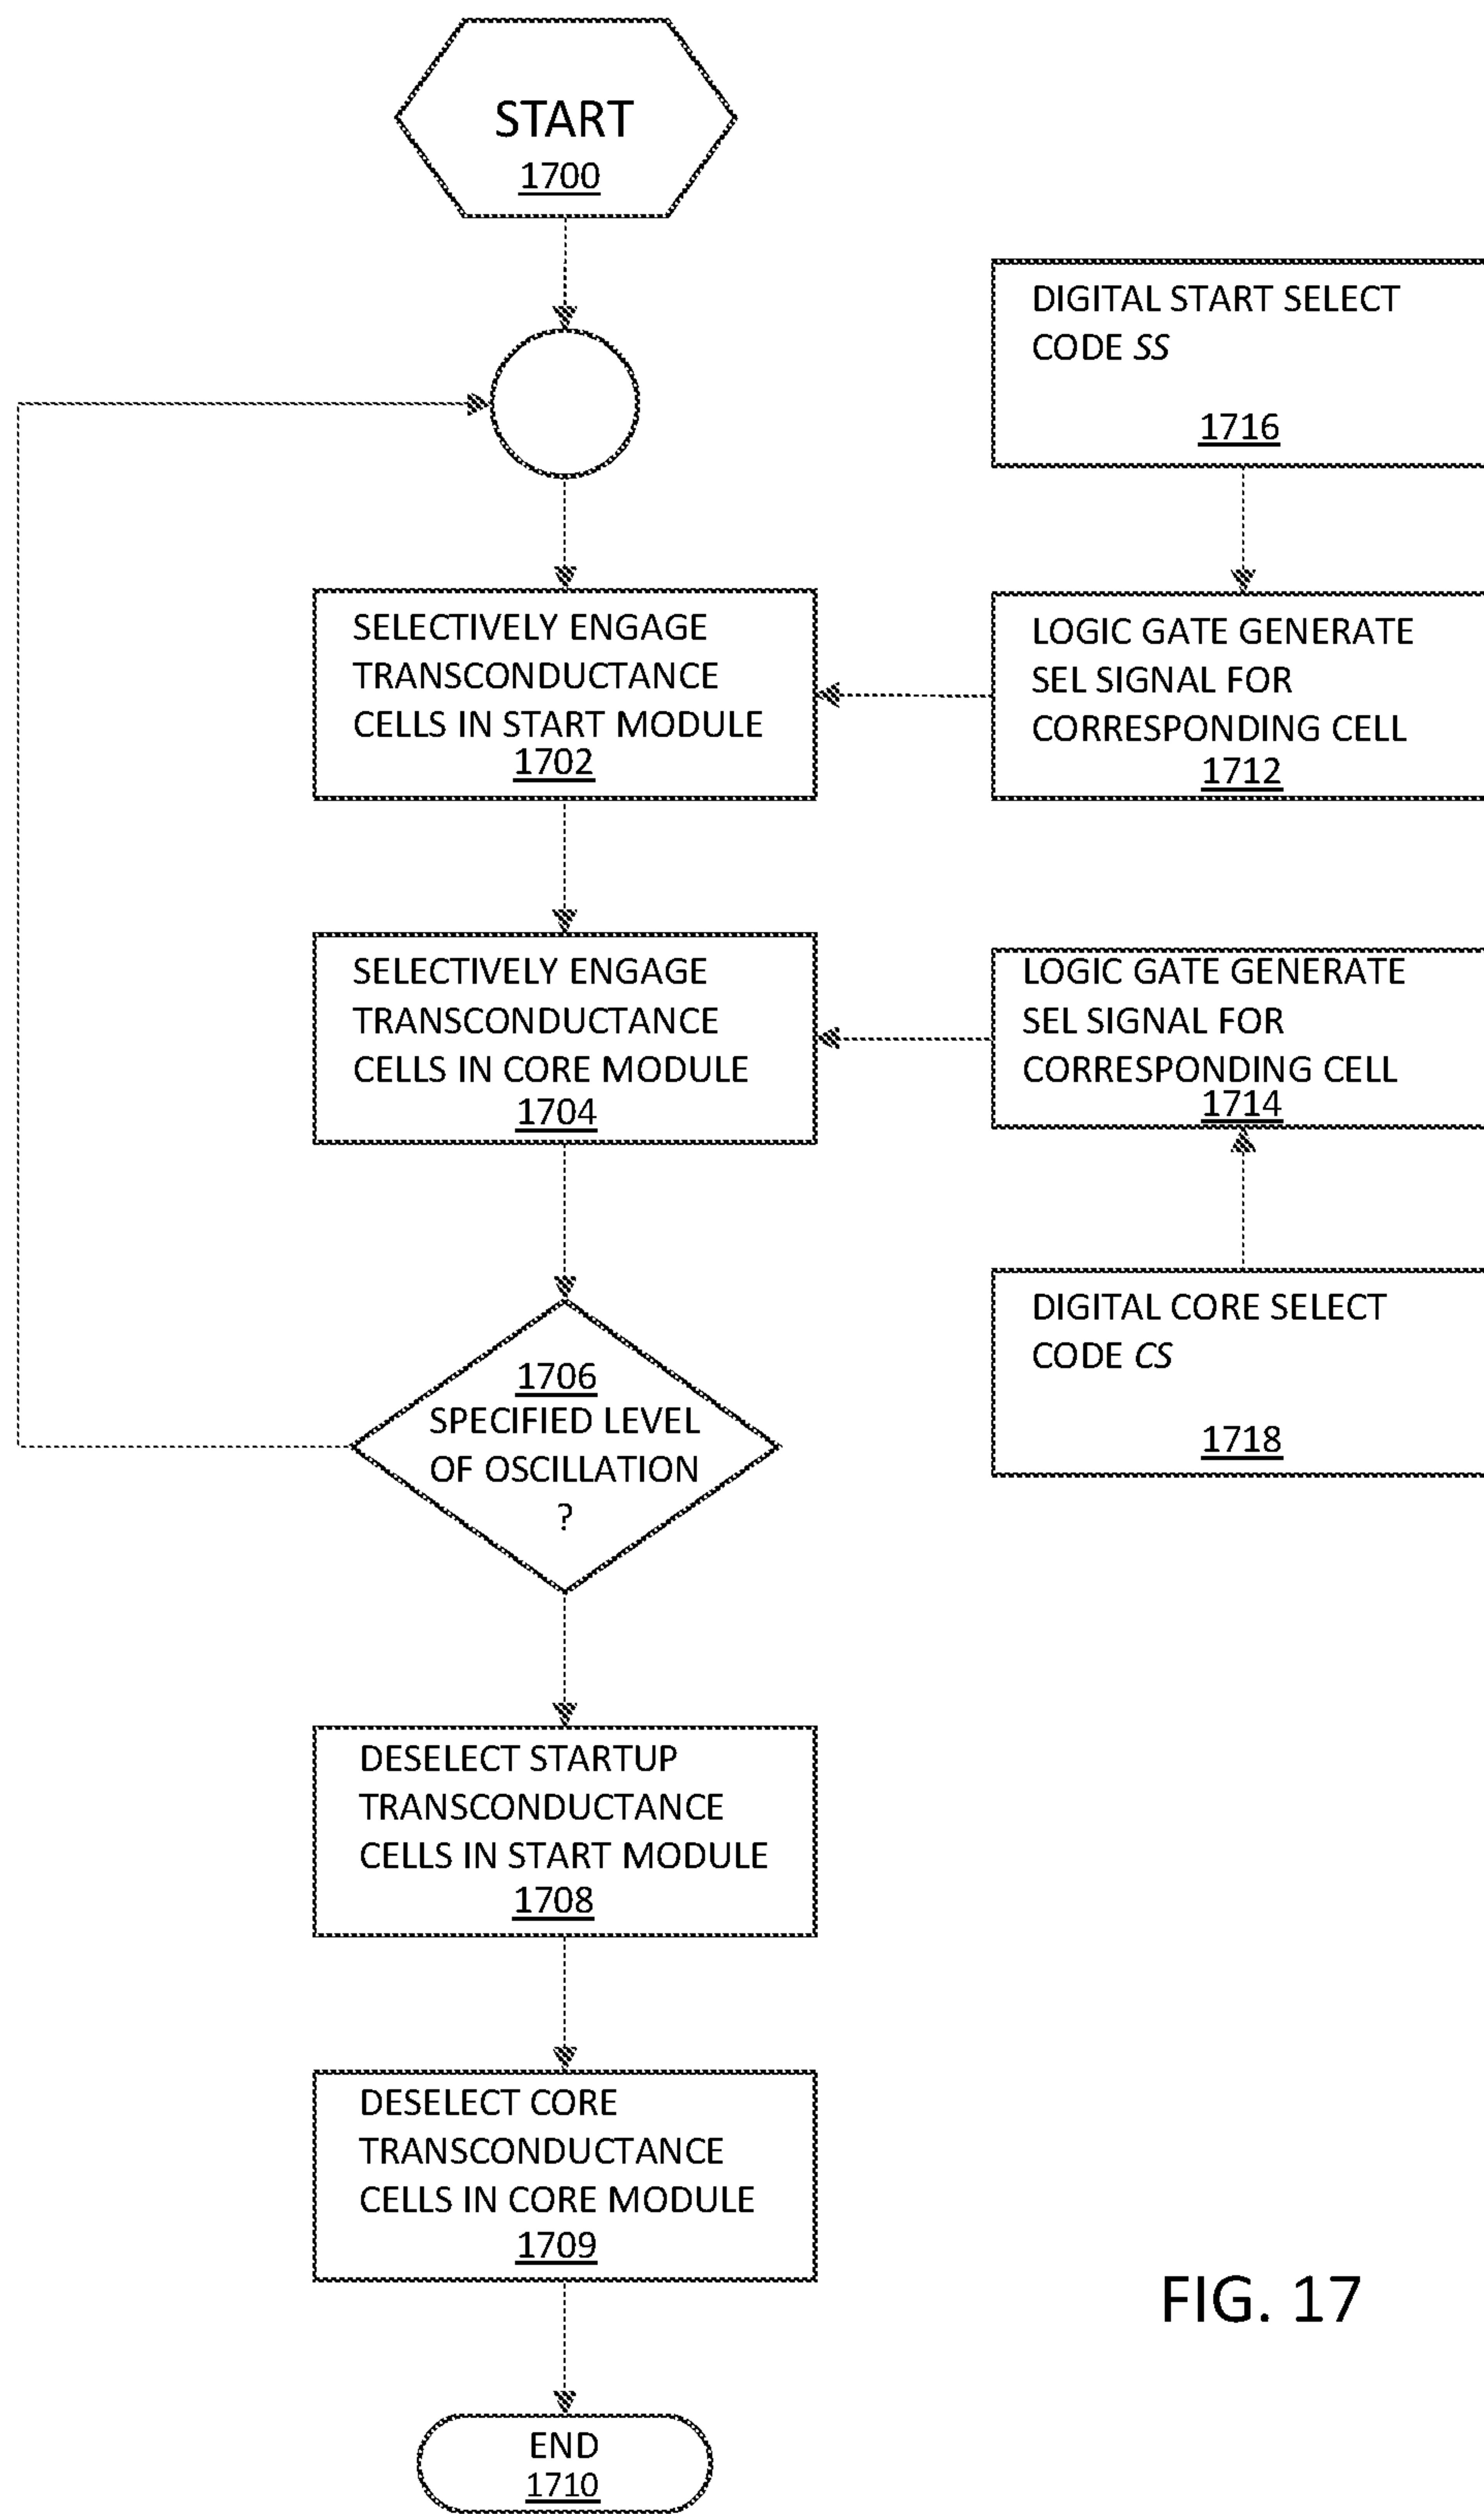 START
1700
DIGITAL START SELECT
CODE SS
1716
SELECTIVELY ENGAGE
TRANSCONDUCTANCE
CELLS IN START MODULE
1702
LOGIC GATE GENERATE
SEL SIGNAL FOR
CORRESPONDING CELL
1712
SELECTIVELY ENGAGE
TRANSCONDUCTANCE
CELLS IN CORE MODULE
1704
LOGIC GATE GENERATE
SEL SIGNAL FOR
CORRESPONDING CELL
1714
DIGITAL CORE SELECT
CODE CS
1718
1706
SPECIFIED LEVEL
OF OSCILLATION
?
DESELECT STARTUP
TRANSCONDUCTANCE
CELLS IN START MODULE
1708
DESELECT CORE
TRANSCONDUCTANCE
CELLS IN CORE MODULE
1709
END
1710
FIG. 17